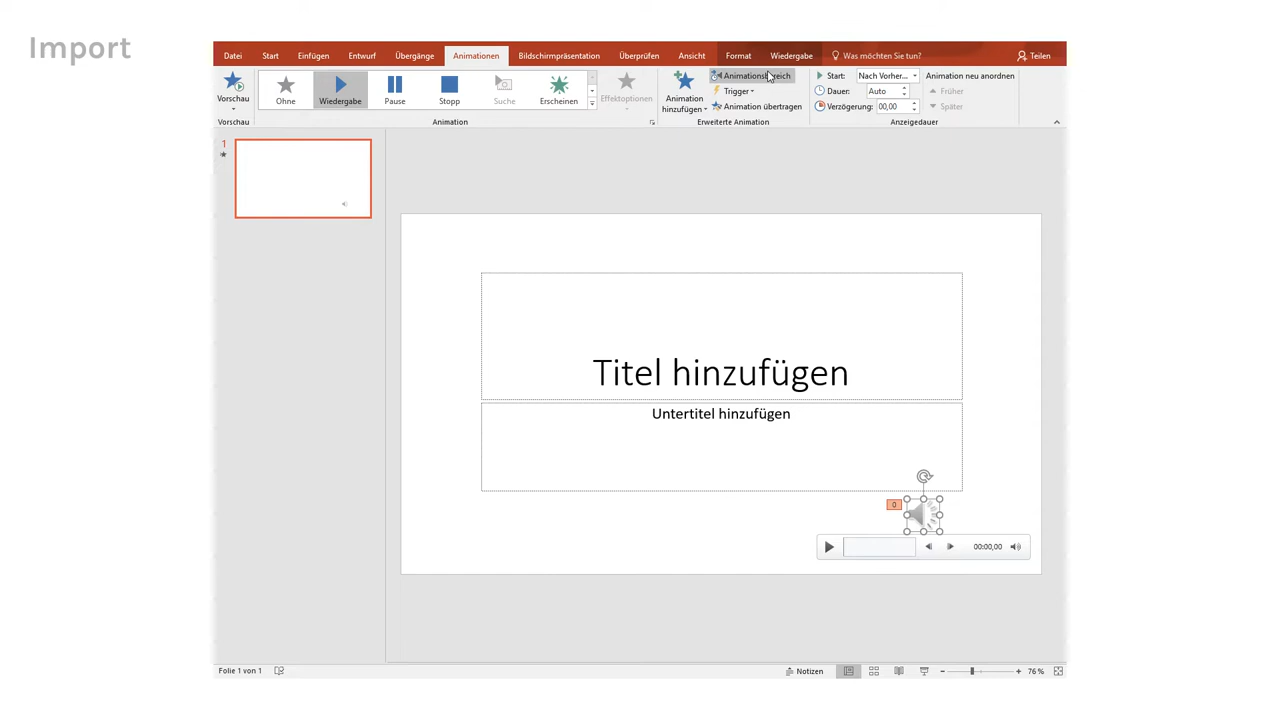 Import
Datei Start Einfügen Entwurf Übergänge Animationen Bildschirmpräsentation Überprüfen Ansicht Format Wiedergabe Was möchten Sie tun? Teilen
Vorschau Ohne Wiedergabe Pause Stopp Suche Erscheinen Effektoptionen Animation hinzufügen
Animationsbereich Start: Nach Vorher... Animation neu anordnen
Trigger Dauer: Auto Früher
Animation übertragen Verzögerung: 00,00 Später
Vorschau Animation Erweiterte Animation Anzeigedauer
1
Titel hinzufügen
Untertitel hinzufügen
0
00:00,00
Folie 1 von 1 Notizen 76 %